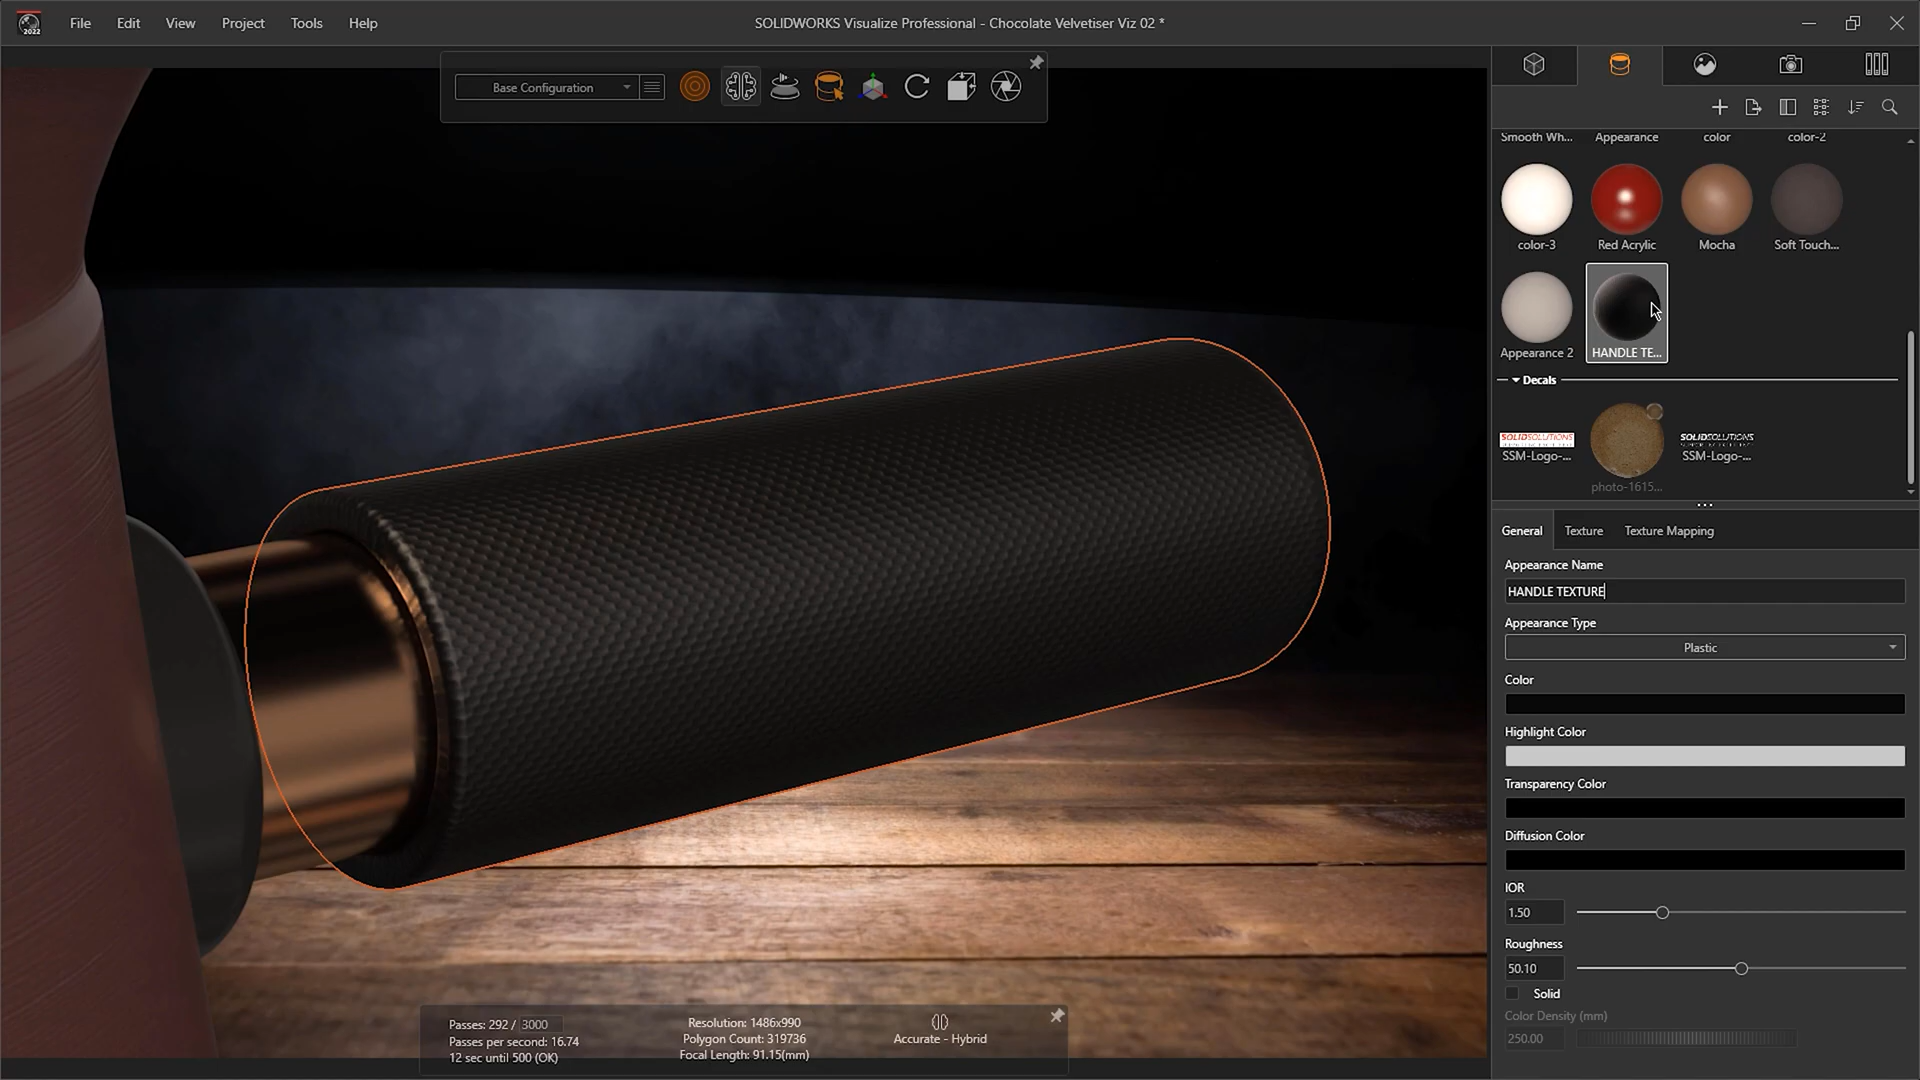 2022
File
Edit
View
Project
Tools
Help
SOLIDWORKS Visualize Professional - Chocolate Velvetiser Viz 02 *
Base Configuration
Smooth Wh...
Appearance
color
color-2
color-3
Red Acrylic
Mocha
Soft Touch...
Appearance 2
HANDLE TE...
Decals
SOLIDSOLUTIONS
SOLIDSOLUTIONS
SSM-Logo-...
SSM-Logo-...
photo-1615...
General
Texture
Texture Mapping
Appearance Name
HANDLE TEXTURE
Appearance Type
Plastic
Color
Highlight Color
Transparency Color
Diffusion Color
IOR
1.50
Roughness
50.10
Solid
Color Density (mm)
250.00
Passes: 292 / 3000
Passes per second: 16.74
12 sec until 500 (OK)
Resolution: 1486x990
Polygon Count: 319736
Focal Length: 91.15(mm)
Accurate - Hybrid